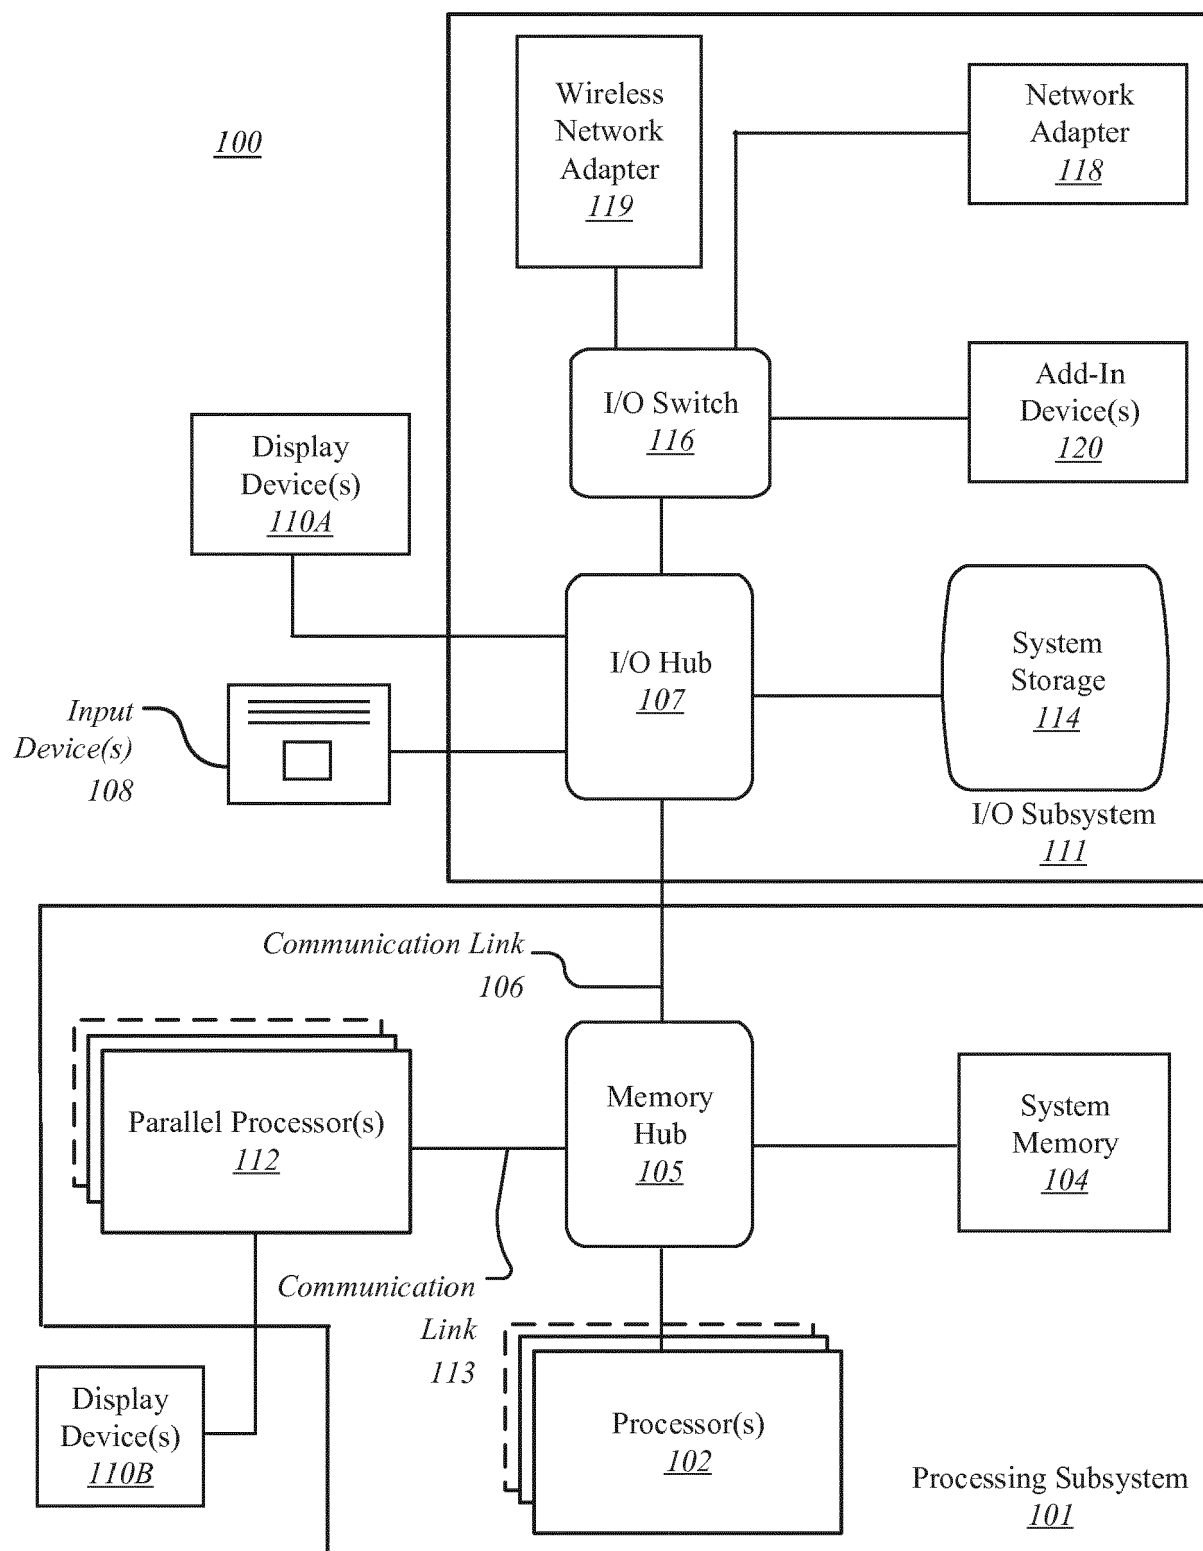 100
Wireless
Network
Adapter
119
Network
Adapter
118
I/O Switch
116
Add-In
Device(s)
120
Display
Device(s)
110A
I/O Hub
107
System
Storage
114
Input
Device(s)
108
I/O Subsystem
111
Communication Link
106
Parallel Processor(s)
112
Memory
Hub
105
System
Memory
104
Communication
Link
113
Display
Device(s)
110B
Processor(s)
102
Processing Subsystem
101